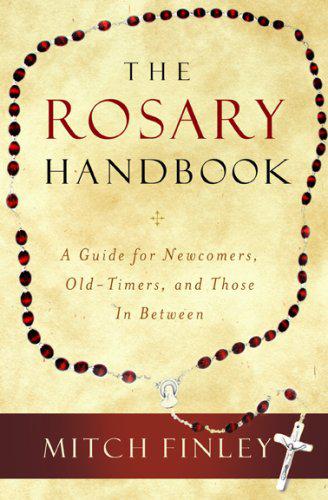 THE
ROSARY
HANDBOOK
A Guide for Newcomers,
Old-Timers, and Those
In Between
MITCH FINLEY